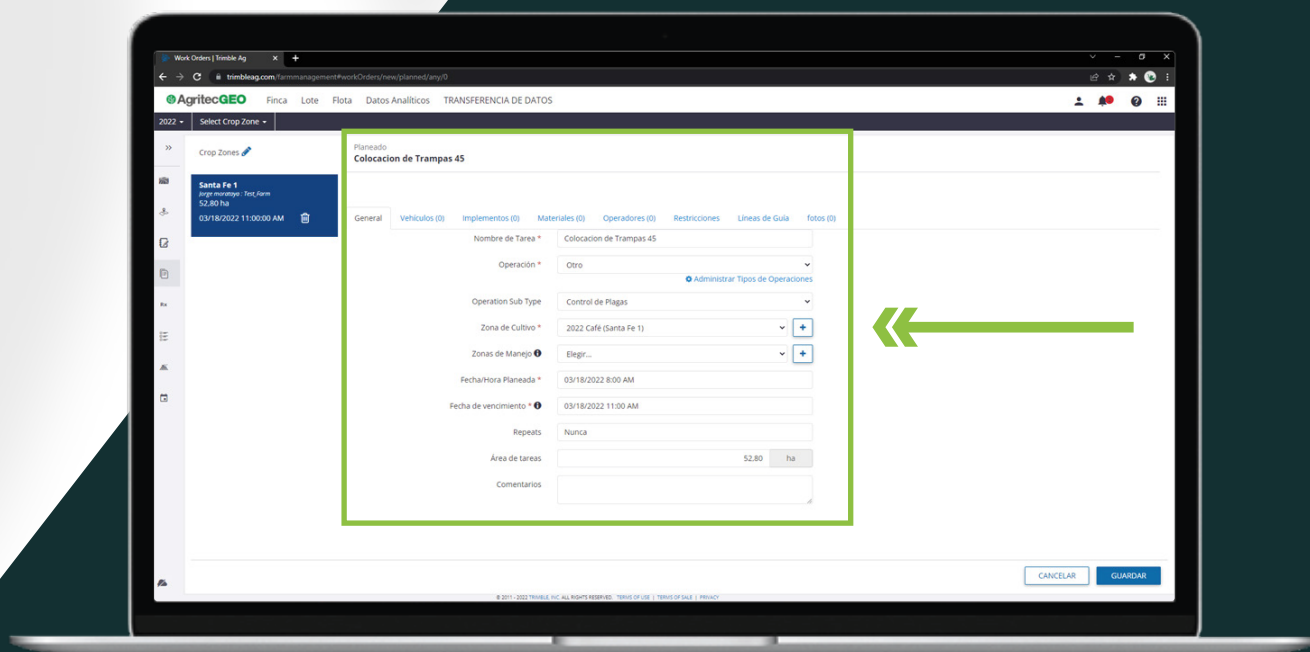 Work Orders | Trimble Ag
trimbleag.com/farmmanagement#workOrders/new/planned/any/0
AgritecGEO Finca Lote Flota Datos Analíticos TRANSFERENCIA DE DATOS
2022 Select Crop Zone
Crop Zones
Santa Fe 1
Jorge morataya : Test_Farm
52,80 ha
03/18/2022 11:00:00 AM
Planeado
Colocacion de Trampas 45
General Vehículos (0) Implementos (0) Materiales (0) Operadores (0) Restricciones Líneas de Guía fotos (0)
Nombre de Tarea * Colocacion de Trampas 45
Operación * Otro
Administrar Tipos de Operaciones
Operation Sub Type Control de Plagas
Zona de Cultivo * 2022 Café (Santa Fe 1) +
Zonas de Manejo Elegir... +
Fecha/Hora Planeada * 03/18/2022 8:00 AM
Fecha de vencimiento * 03/18/2022 11:00 AM
Repeats Nunca
Área de tareas 52,80 ha
Comentarios
Rx
CANCELAR GUARDAR
© 2011 - 2022 TRIMBLE, INC. ALL RIGHTS RESERVED. TERMS OF USE | TERMS OF SALE | PRIVACY